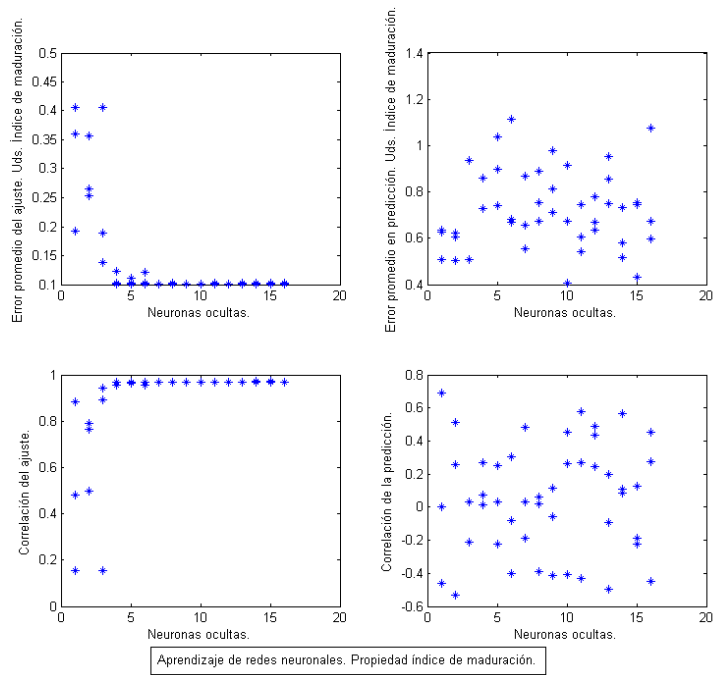 Error promedio del ajuste. Uds. Índice de maduración.
0.5
0.45
0.4
0.35
0.3
0.25
0.2
0.15
0.1
0 5 10 15 20
Neuronas ocultas.
Error promedio en predicción. Uds. Índice de maduración.
1.4
1.2
1
0.8
0.6
0.4
0 5 10 15 20
Neuronas ocultas.
Correlación del ajuste.
1
0.8
0.6
0.4
0.2
0
0 5 10 15 20
Neuronas ocultas.
Correlación de la predicción.
0.8
0.6
0.4
0.2
0
-0.2
-0.4
-0.6
0 5 10 15 20
Neuronas ocultas.
Aprendizaje de redes neuronales. Propiedad índice de maduración.